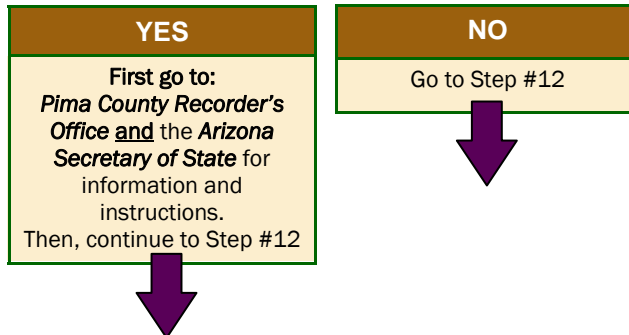 YES
First go to:
Pima County Recorder's
Office and the Arizona
Secretary of State for
information and
instructions.
Then, continue to Step #12
NO
Go to Step #12